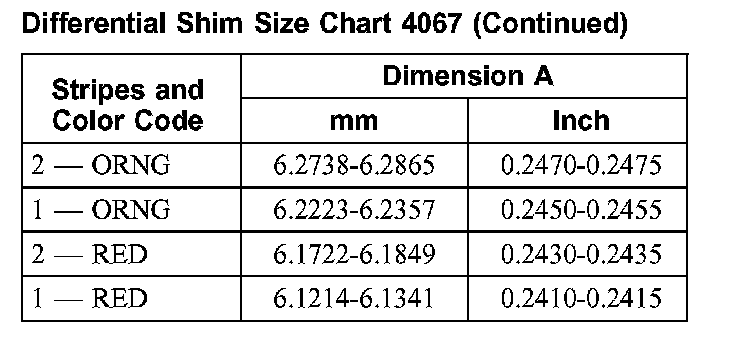 Differential Shim Size Chart 4067 (Continued)
Stripes and Color Code | Dimension A
mm | Inch
2 — ORNG | 6.2738-6.2865 | 0.2470-0.2475
1 — ORNG | 6.2223-6.2357 | 0.2450-0.2455
2 — RED | 6.1722-6.1849 | 0.2430-0.2435
1 — RED | 6.1214-6.1341 | 0.2410-0.2415